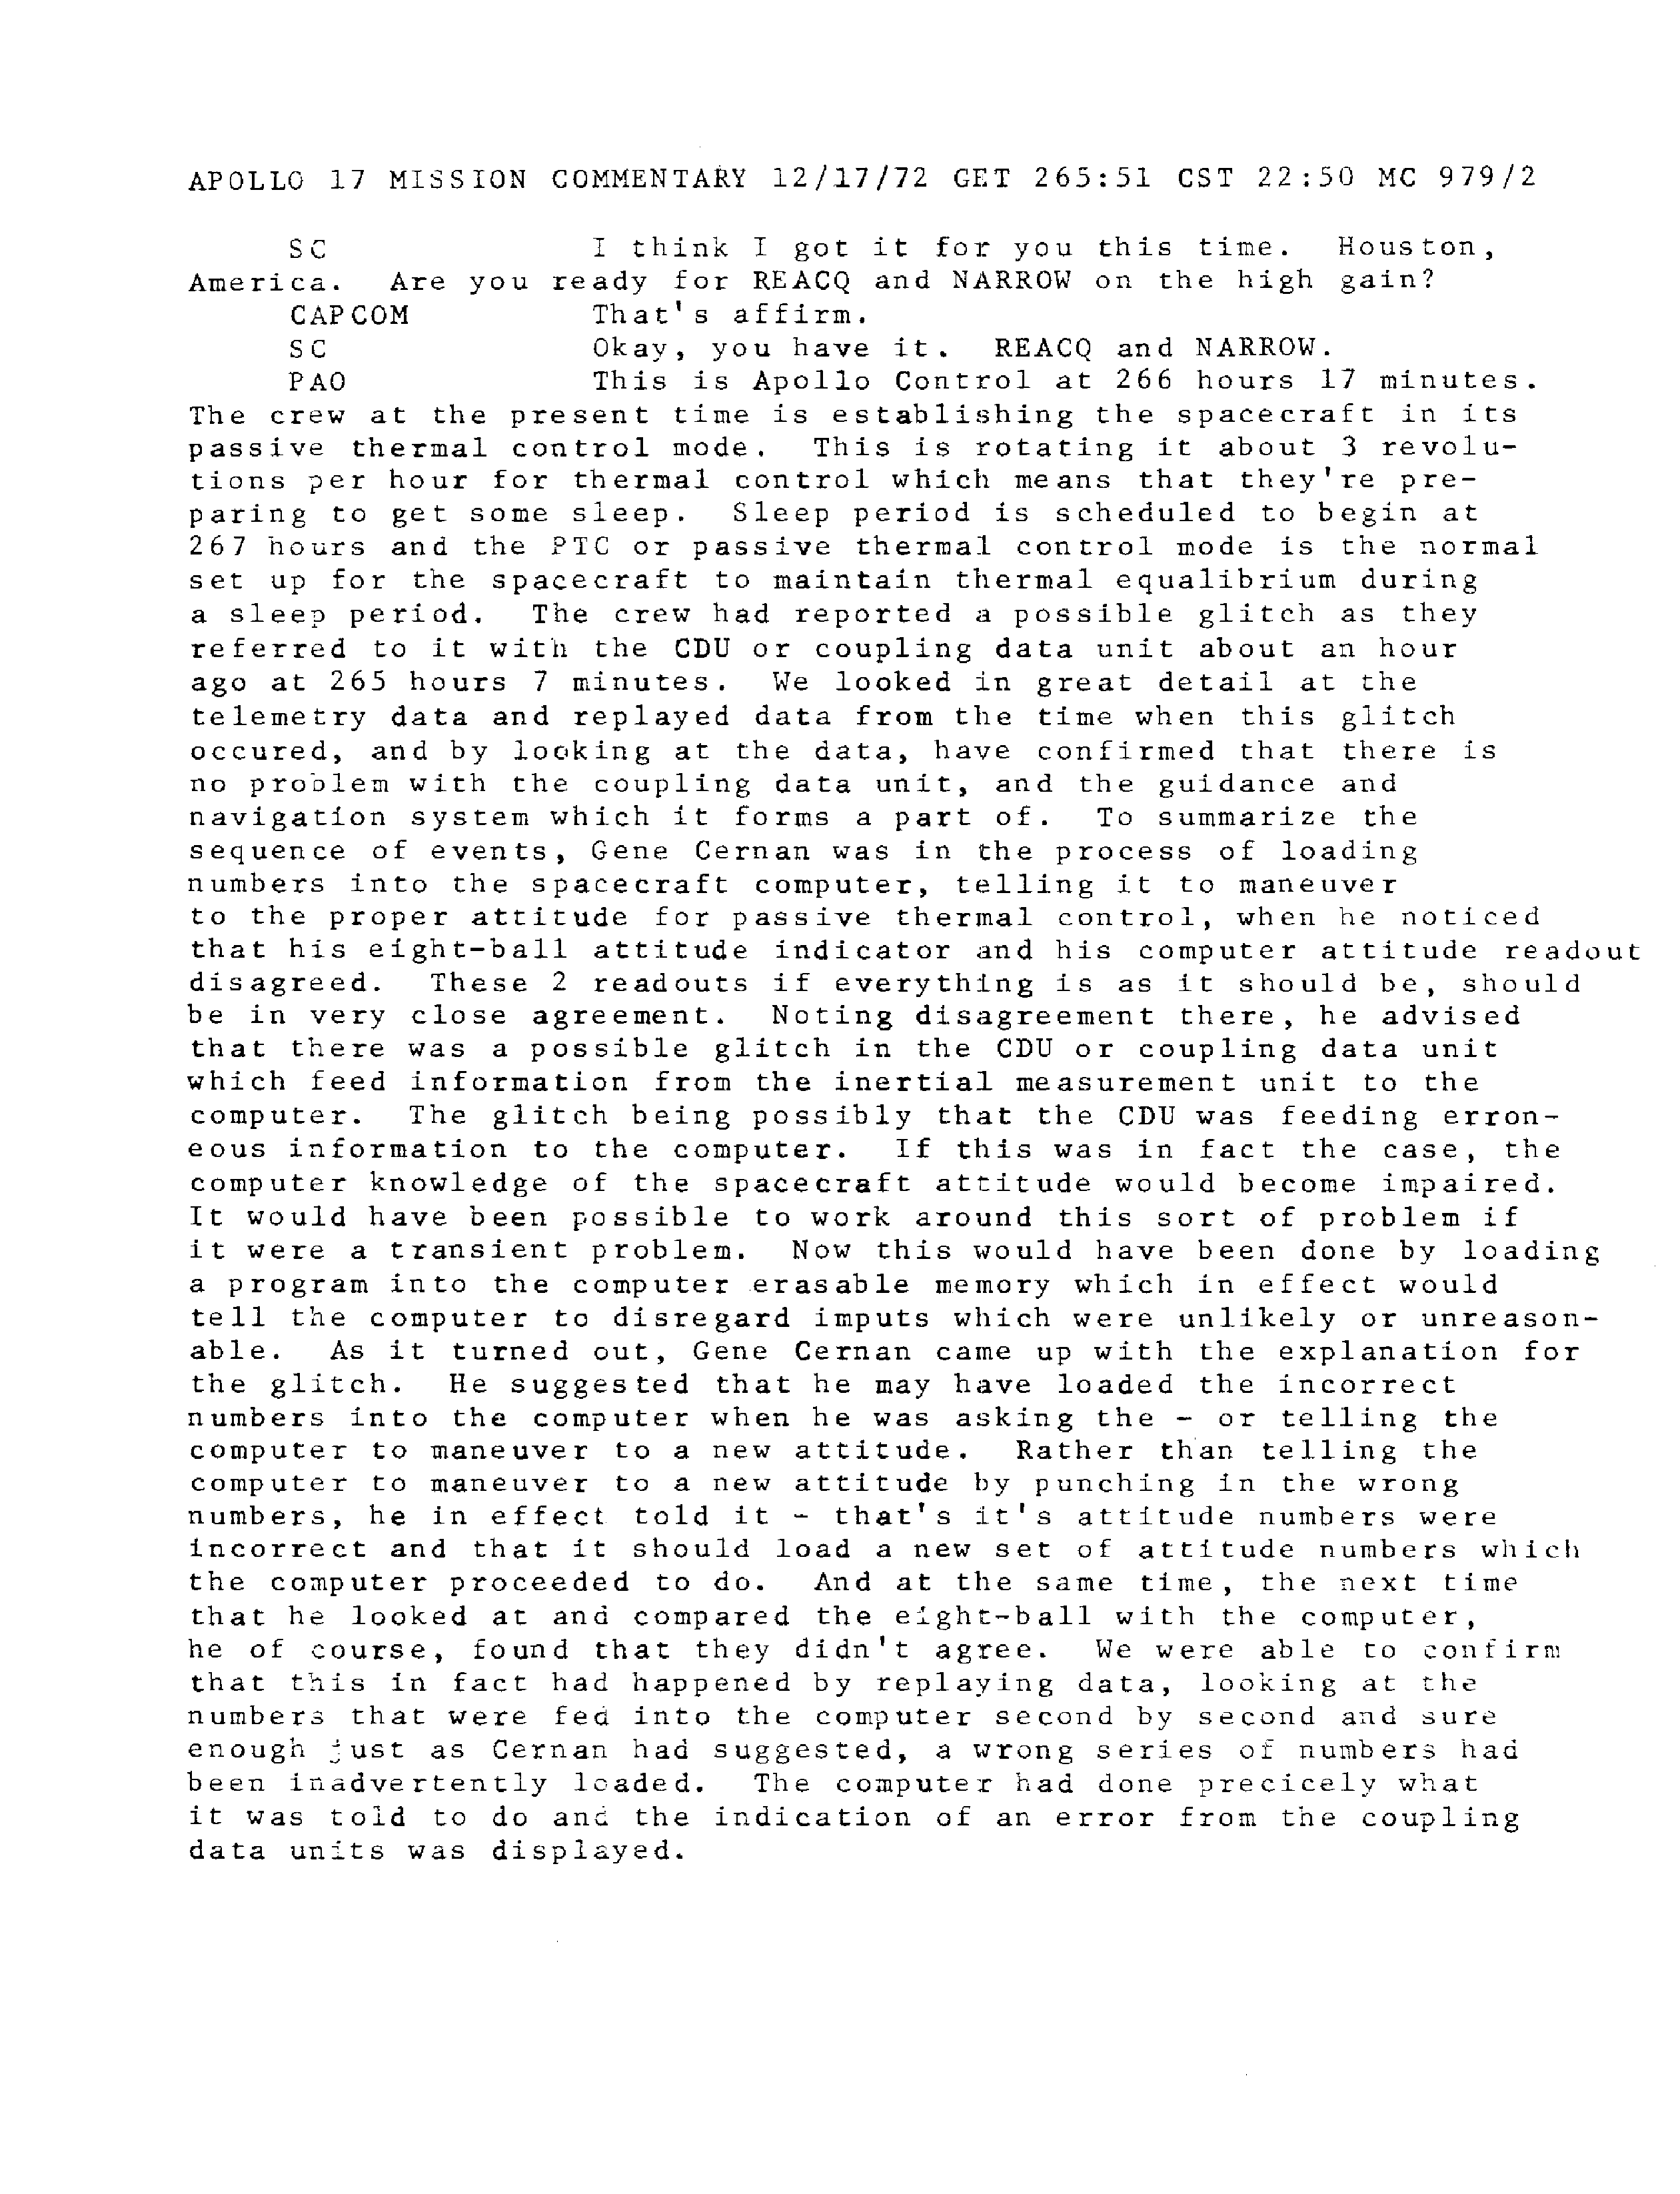 APOLLO 17 MISSION COMMENTARY 12/17/72 GET 265:51 CST 22:50 MC 979/2
SC I think I got it for you this time. Houston,
America. Are you ready for REACQ and NARROW on the high gain?
CAPCOM That's affirm.
SC Okay, you have it. REACQ and NARROW.
PAO This is Apollo Control at 266 hours 17 minutes.
The crew at the present time is establishing the spacecraft in its
passive thermal control mode. This is rotating it about 3 revolu-
tions per hour for thermal control which means that they're pre-
paring to get some sleep. Sleep period is scheduled to begin at
267 hours and the PTC or passive thermal control mode is the normal
set up for the spacecraft to maintain thermal equalibrium during
a sleep period. The crew had reported a possible glitch as they
referred to it with the CDU or coupling data unit about an hour
ago at 265 hours 7 minutes. We looked in great detail at the
telemetry data and replayed data from the time when this glitch
occured, and by looking at the data, have confirmed that there is
no problem with the coupling data unit, and the guidance and
navigation system which it forms a part of. To summarize the
sequence of events, Gene Cernan was in the process of loading
numbers into the spacecraft computer, telling it to maneuver
to the proper attitude for passive thermal control, when he noticed
that his eight-ball attitude indicator and his computer attitude readout
disagreed. These 2 readouts if everything is as it should be, should
be in very close agreement. Noting disagreement there, he advised
that there was a possible glitch in the CDU or coupling data unit
which feed information from the inertial measurement unit to the
computer. The glitch being possibly that the CDU was feeding erron-
eous information to the computer. If this was in fact the case, the
computer knowledge of the spacecraft attitude would become impaired.
It would have been possible to work around this sort of problem if
it were a transient problem. Now this would have been done by loading
a program into the computer erasable memory which in effect would
tell the computer to disregard imputs which were unlikely or unreason-
able. As it turned out, Gene Cernan came up with the explanation for
the glitch. He suggested that he may have loaded the incorrect
numbers into the computer when he was asking the - or telling the
computer to maneuver to a new attitude. Rather than telling the
computer to maneuver to a new attitude by punching in the wrong
numbers, he in effect told it - that's it's attitude numbers were
incorrect and that it should load a new set of attitude numbers which
the computer proceeded to do. And at the same time, the next time
that he looked at and compared the eight-ball with the computer,
he of course, found that they didn't agree. We were able to confirm
that this in fact had happened by replaying data, looking at the
numbers that were fed into the computer second by second and sure
enough just as Cernan had suggested, a wrong series of numbers had
been inadvertently loaded. The computer had done precicely what
it was told to do and the indication of an error from the coupling
data units was displayed.